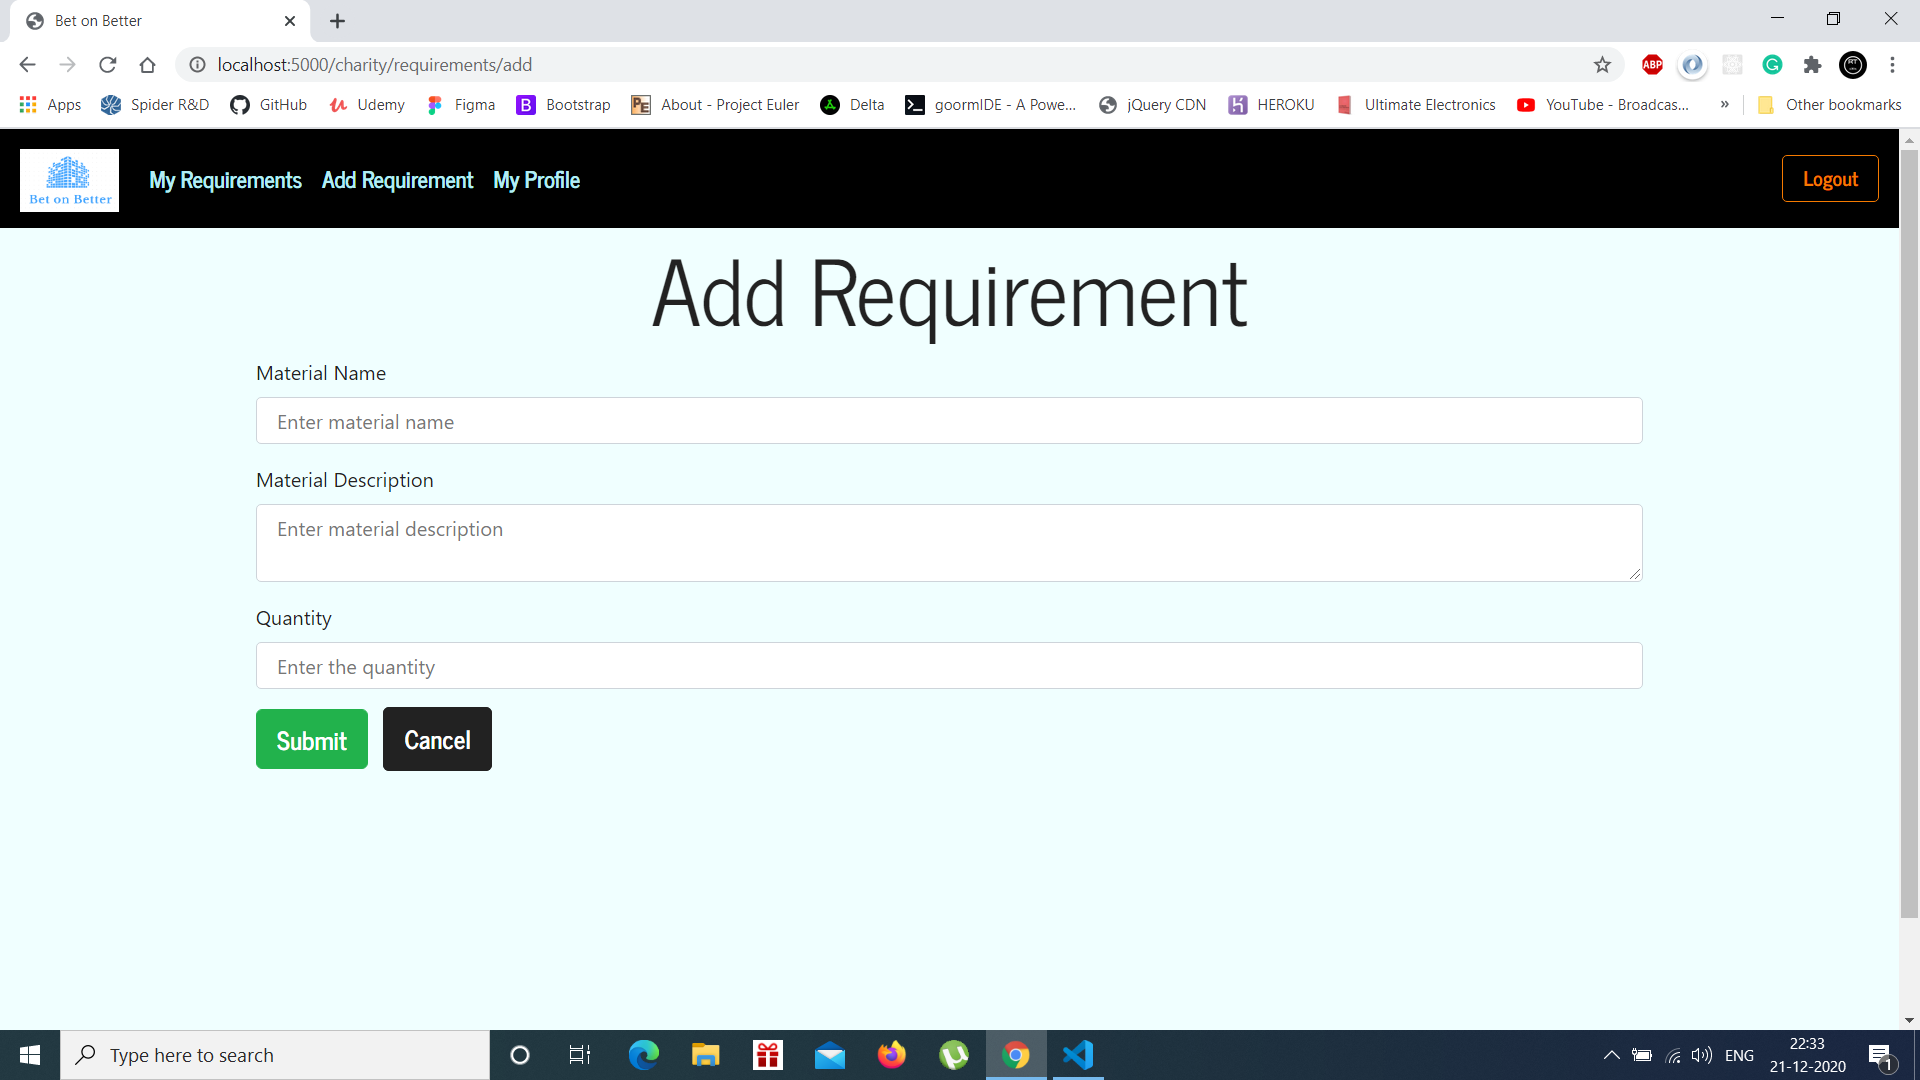 Bet on Better
localhost:5000/charity/requirements/add
ABP
Apps Spider R&D GitHub Udemy Figma Bootstrap About - Project Euler Delta goormIDE - A Powe... jQuery CDN HEROKU Ultimate Electronics YouTube - Broadcas... » Other bookmarks
Bet on Better
My Requirements Add Requirement My Profile Logout
Add Requirement
Material Name
Enter material name
Material Description
Enter material description
Quantity
Enter the quantity
Submit Cancel
Type here to search
ENG
22:33
21-12-2020
1